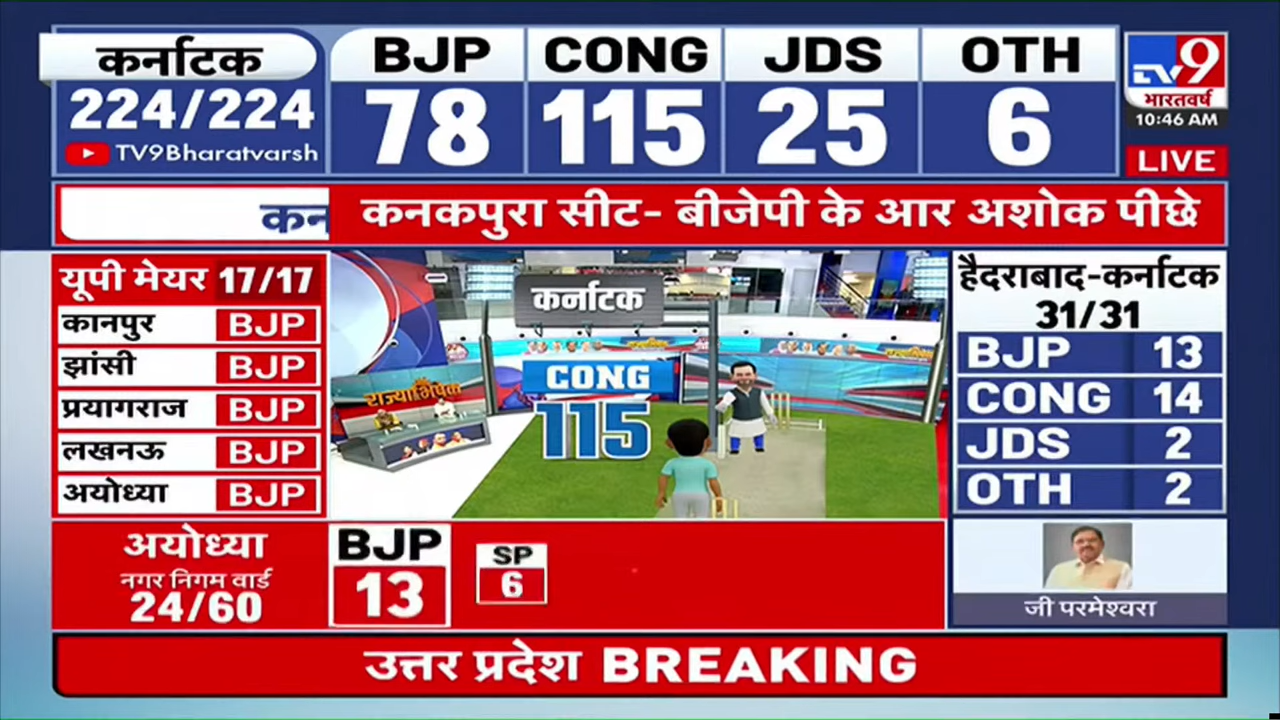 कर्नाटक
224/224
TV9Bharatvarsh
BJP CONG JDS OTH
78 115 25 6
TV9
भारतवर्ष
10:46 AM
LIVE
कन
कनकपुरा सीट- बीजेपी के आर अशोक पीछे
यूपी मेयर 17/17
कानपुर BJP
झांसी BJP
प्रयागराज BJP
लखनऊ BJP
अयोध्या BJP
कर्नाटक
CONG
115
राज्याभिषेक
हैदराबाद-कर्नाटक
31/31
BJP 13
CONG 14
JDS 2
OTH 2
अयोध्या
नगर निगम वार्ड
24/60
BJP
13
SP
6
जी परमेश्वरा
उत्तर प्रदेश BREAKING